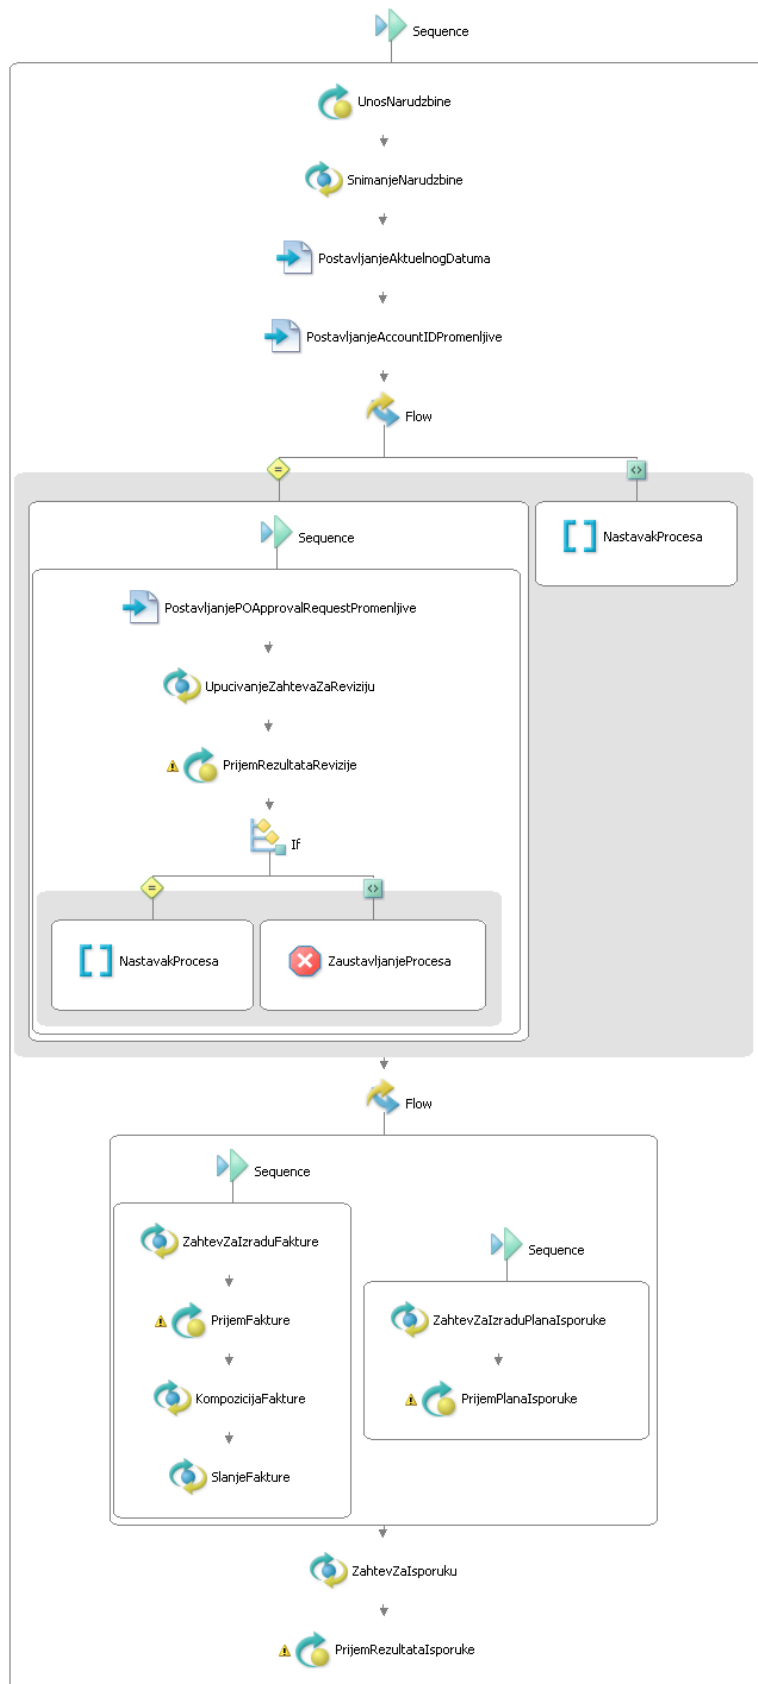 Sequence
UnosNarudzbine
SnimanjeNarudzbine
PostavljanjeAktuelnogDatuma
PostavljanjeAccountIDPromenljive
Flow
Sequence
NastavakProcesa
PostavljanjePOApprovalRequestPromenljive
UpucivanjeZahtevaZaReviziju
PrijemRezultataRevizije
If
NastavakProcesa
ZaustavljanjeProcesa
Flow
Sequence
ZahtevZaIzraduFakture
PrijemFakture
KompozicijaFakture
SlanjeFakture
Sequence
ZahtevZaIzraduPlanaIsporuke
PrijemPlanaIsporuke
ZahtevZaIsporuku
PrijemRezultataIsporuke